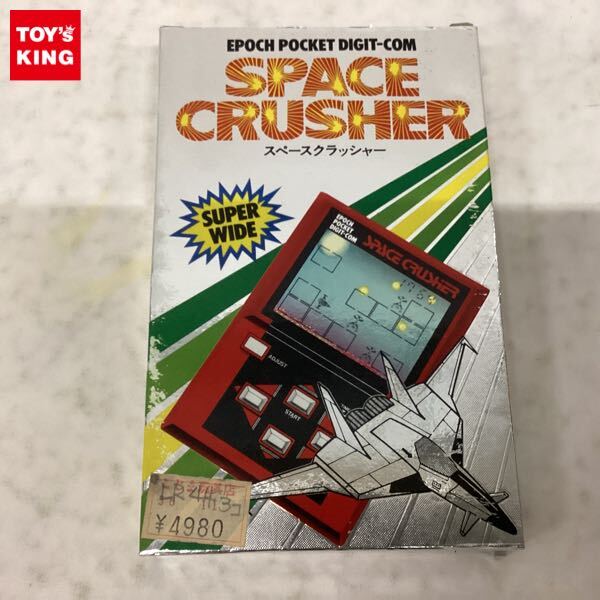 TOY's
KING
EPOCH POCKET DIGIT-COM
SPACE
CRUSHER
スペースクラッシャー
SUPER
WIDE
EPOCH
POCKET
DIGIT-COM
SPACE CRUSHER
ADJUST
START
¥4980